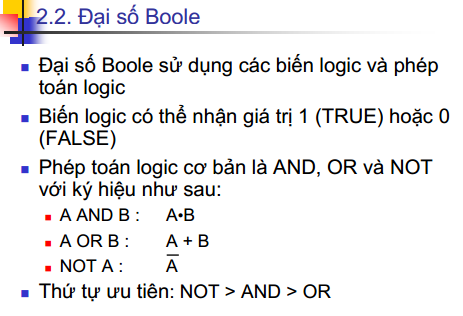 2.2. Đại số Boole
Đại số Boole sử dụng các biến logic và phép
toán logic
Biến logic có thể nhận giá trị 1 (TRUE) hoặc 0
(FALSE)
Phép toán logic cơ bản là AND, OR và NOT
với ký hiệu như sau:
A AND B : A•B
A OR B : A + B
NOT A : A̅
Thứ tự ưu tiên: NOT > AND > OR